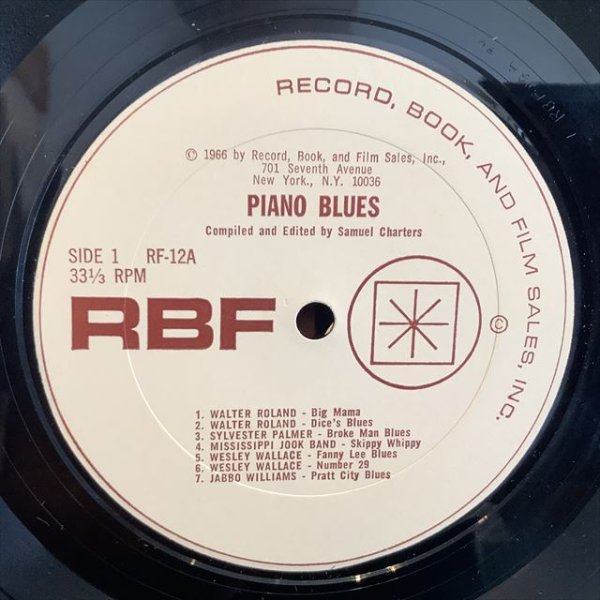 RECORD, BOOK, AND FILM SALES, INC.
© 1966 by Record, Book, and Film Sales, Inc.,
701 Seventh Avenue
New York., N.Y. 10036
PIANO BLUES
Compiled and Edited by Samuel Charters
SIDE 1 RF-12A
33⅓ RPM
RBF
©
1. WALTER ROLAND - Big Mama
2. WALTER ROLAND - Dice's Blues
3. SYLVESTER PALMER - Broke Man Blues
4. MISSISSIPPI JOOK BAND - Skippy Whippy
5. WESLEY WALLACE - Fanny Lee Blues
6. WESLEY WALLACE - Number 29
7. JABBO WILLIAMS - Pratt City Blues